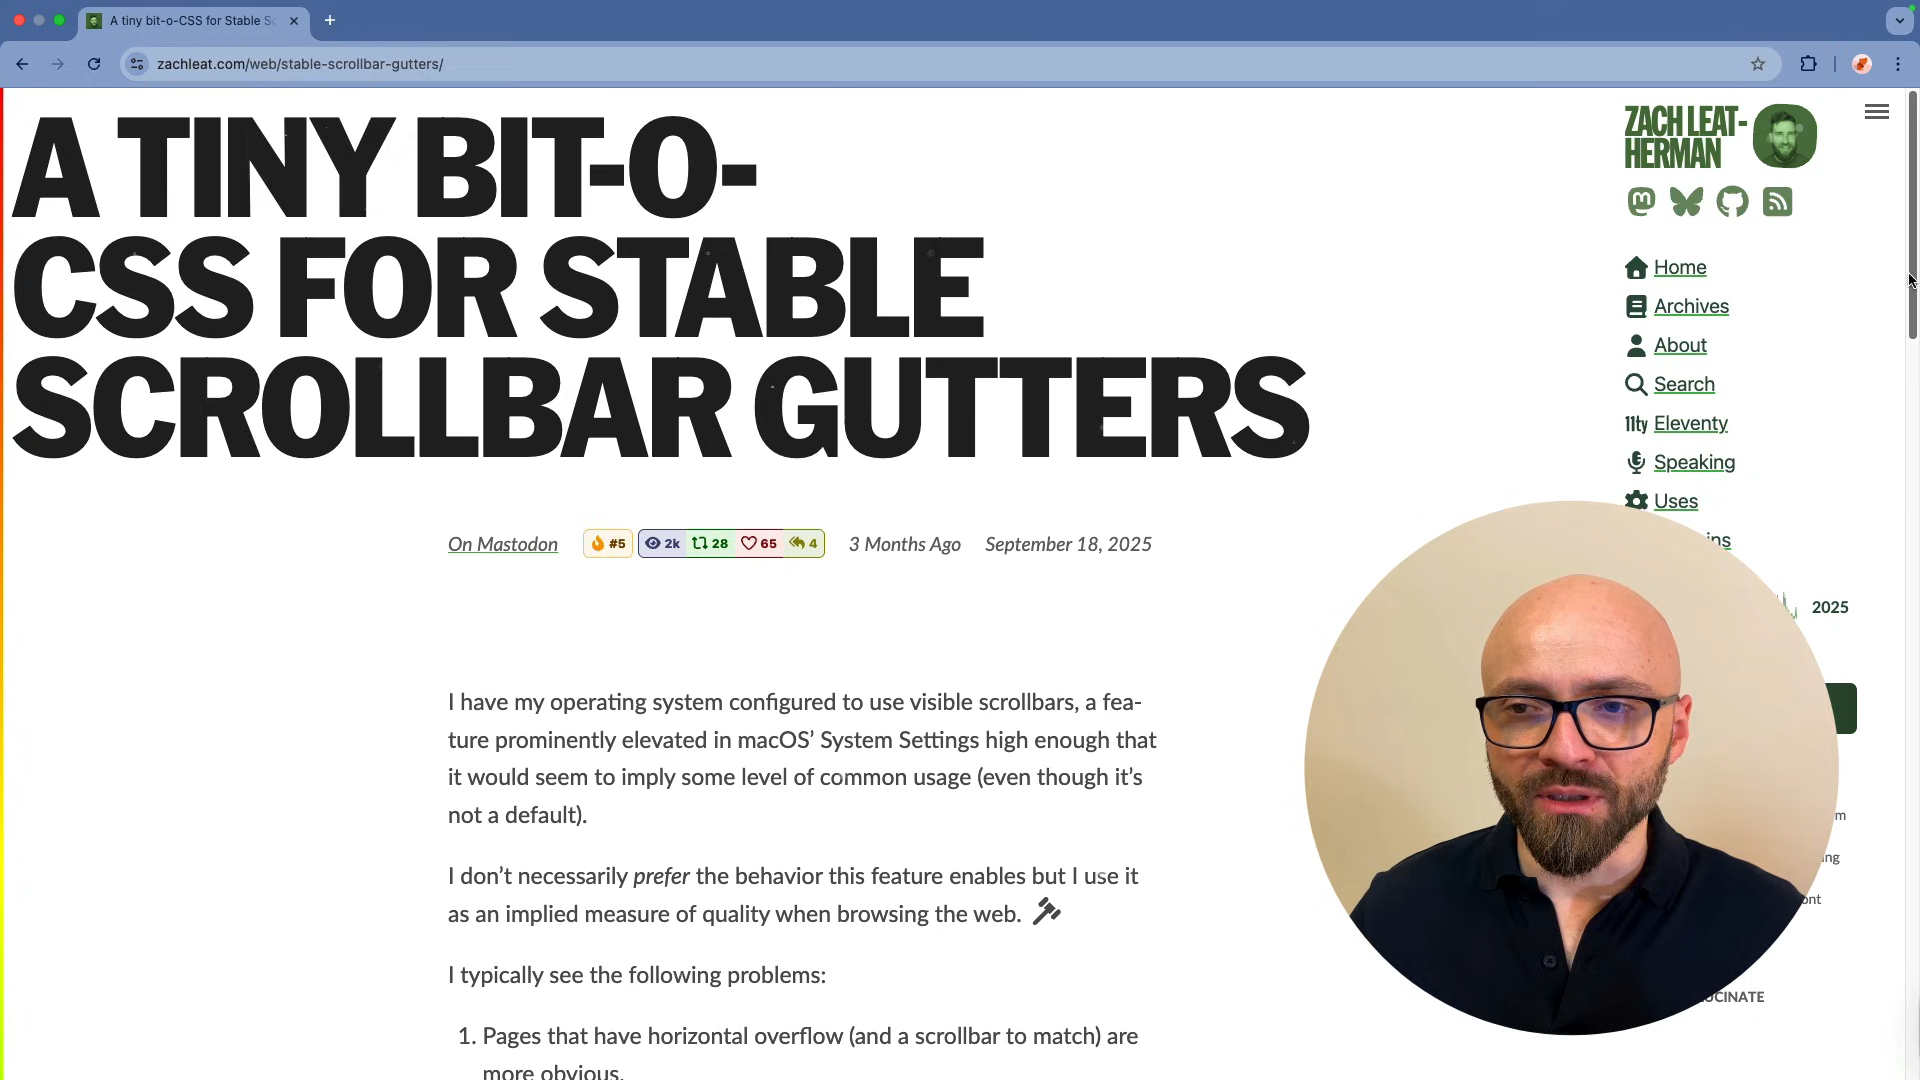 A tiny bit-o-CSS for Stable Sc
zachleat.com/web/stable-scrollbar-gutters/
A TINY BIT-O-
CSS FOR STABLE
SCROLLBAR GUTTERS
ZACH LEAT-
HERMAN
Home
Archives
About
Search
11ty Eleventy
Speaking
Uses
ins
2025
On Mastodon #5 2k 28 65 4 3 Months Ago September 18, 2025
I have my operating system configured to use visible scrollbars, a fea-
ture prominently elevated in macOS’ System Settings high enough that
it would seem to imply some level of common usage (even though it’s
not a default).
I don’t necessarily prefer the behavior this feature enables but I use it
as an implied measure of quality when browsing the web.
I typically see the following problems:
1. Pages that have horizontal overflow (and a scrollbar to match) are
more obvious.
m
ing
ont
UCINATE